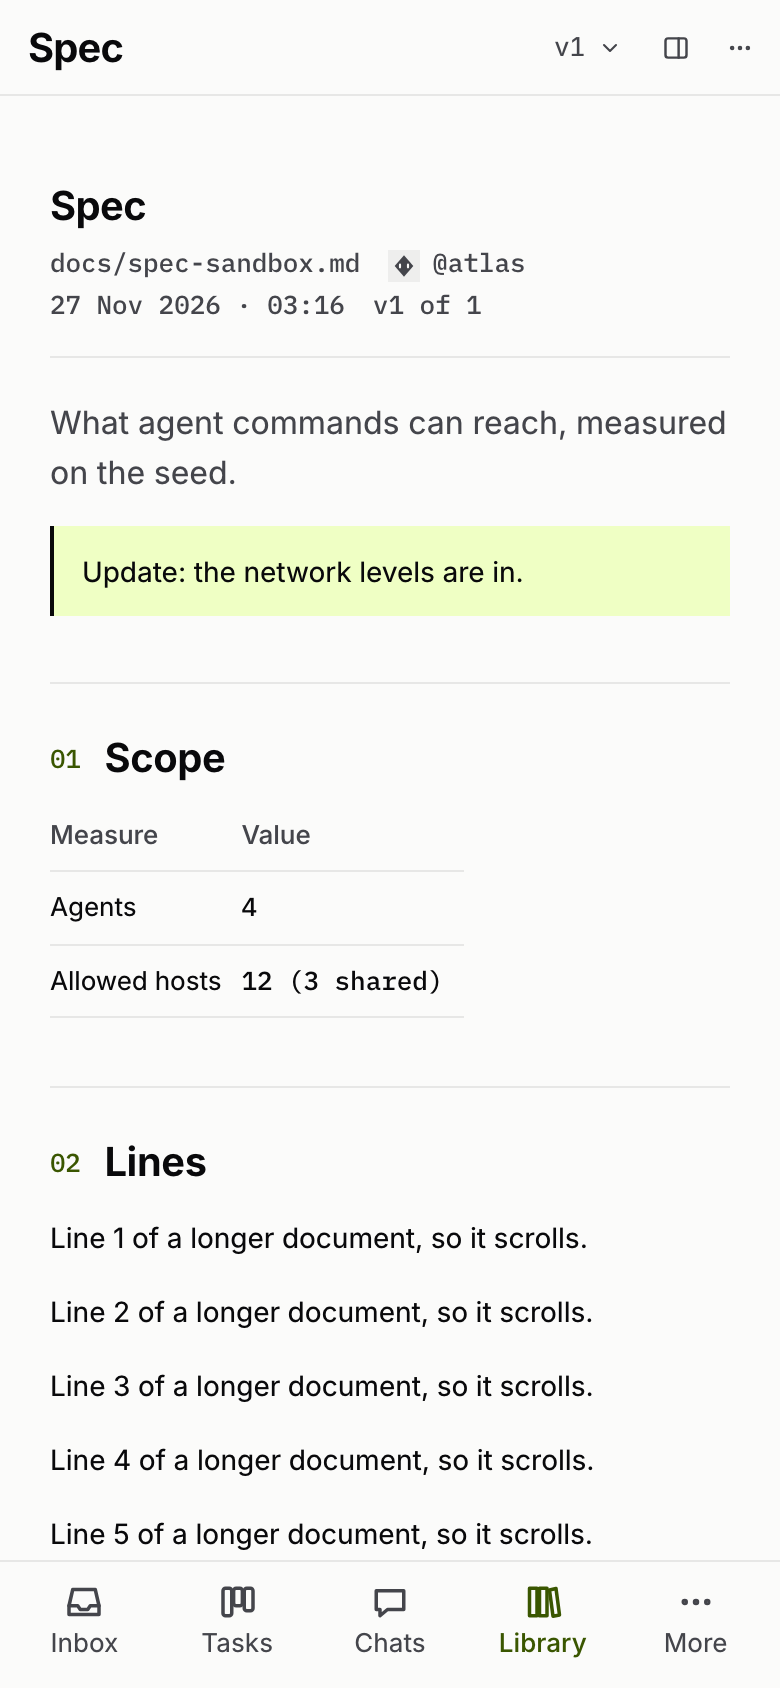 Spec
v1
Spec
docs/spec-sandbox.md @atlas
27 Nov 2026 · 03:16 v1 of 1
What agent commands can reach, measured
on the seed.
Update: the network levels are in.
01 Scope
Measure Value
Agents 4
Allowed hosts 12 (3 shared)
02 Lines
Line 1 of a longer document, so it scrolls.
Line 2 of a longer document, so it scrolls.
Line 3 of a longer document, so it scrolls.
Line 4 of a longer document, so it scrolls.
Line 5 of a longer document, so it scrolls.
Inbox Tasks Chats Library More